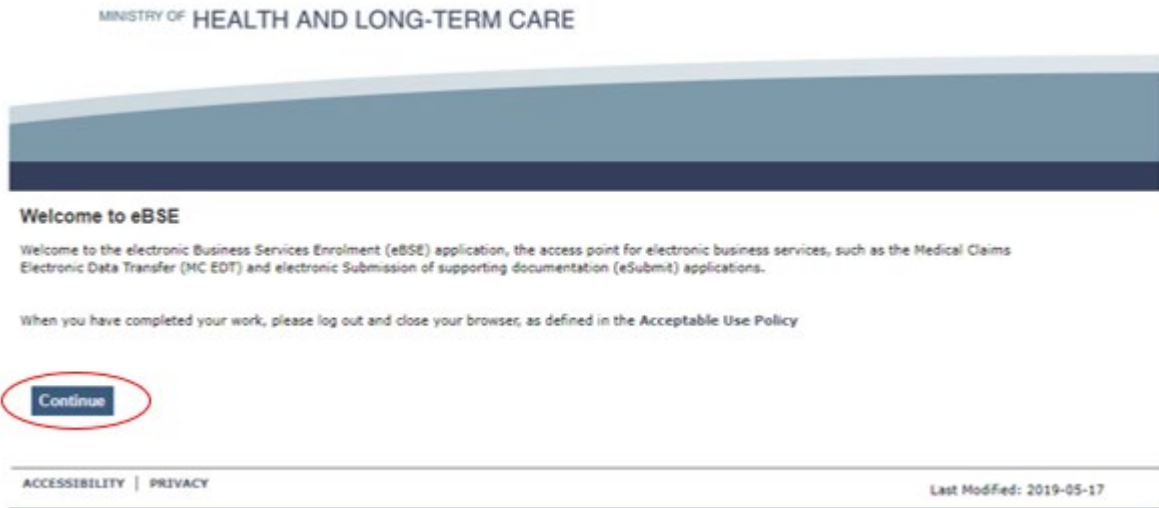 MINISTRY OF HEALTH AND LONG-TERM CARE
Welcome to eBSE
Welcome to the electronic Business Services Enrolment (eBSE) application, the access point for electronic business services, such as the Medical Claims
Electronic Data Transfer (MC EDT) and electronic Submission of supporting documentation (eSubmit) applications.
When you have completed your work, please log out and close your browser, as defined in the Acceptable Use Policy
Continue
ACCESSIBILITY | PRIVACY
Last Modified: 2019-05-17